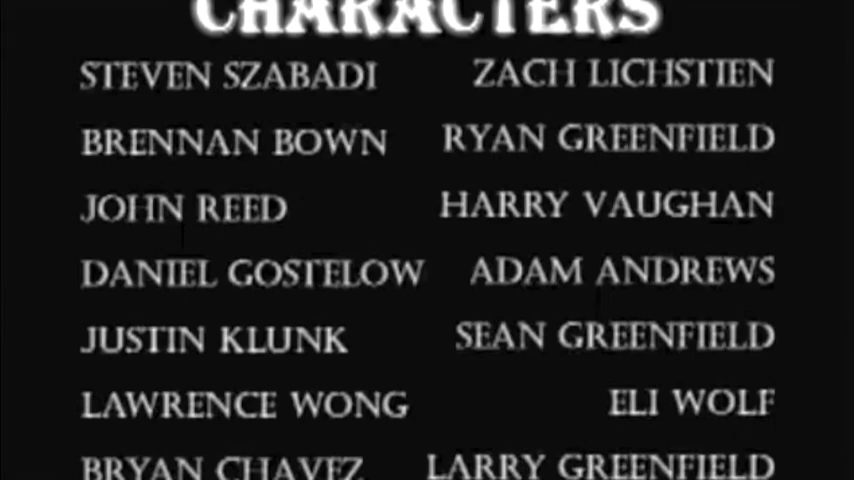 CHARACTERS
STEVEN SZABADI ZACH LICHSTIEN
BRENNAN BOWN RYAN GREENFIELD
JOHN REED HARRY VAUGHAN
DANIEL GOSTELOW ADAM ANDREWS
JUSTIN KLUNK SEAN GREENFIELD
LAWRENCE WONG ELI WOLF
BRYAN CHAVEZ LARRY GREENFIELD